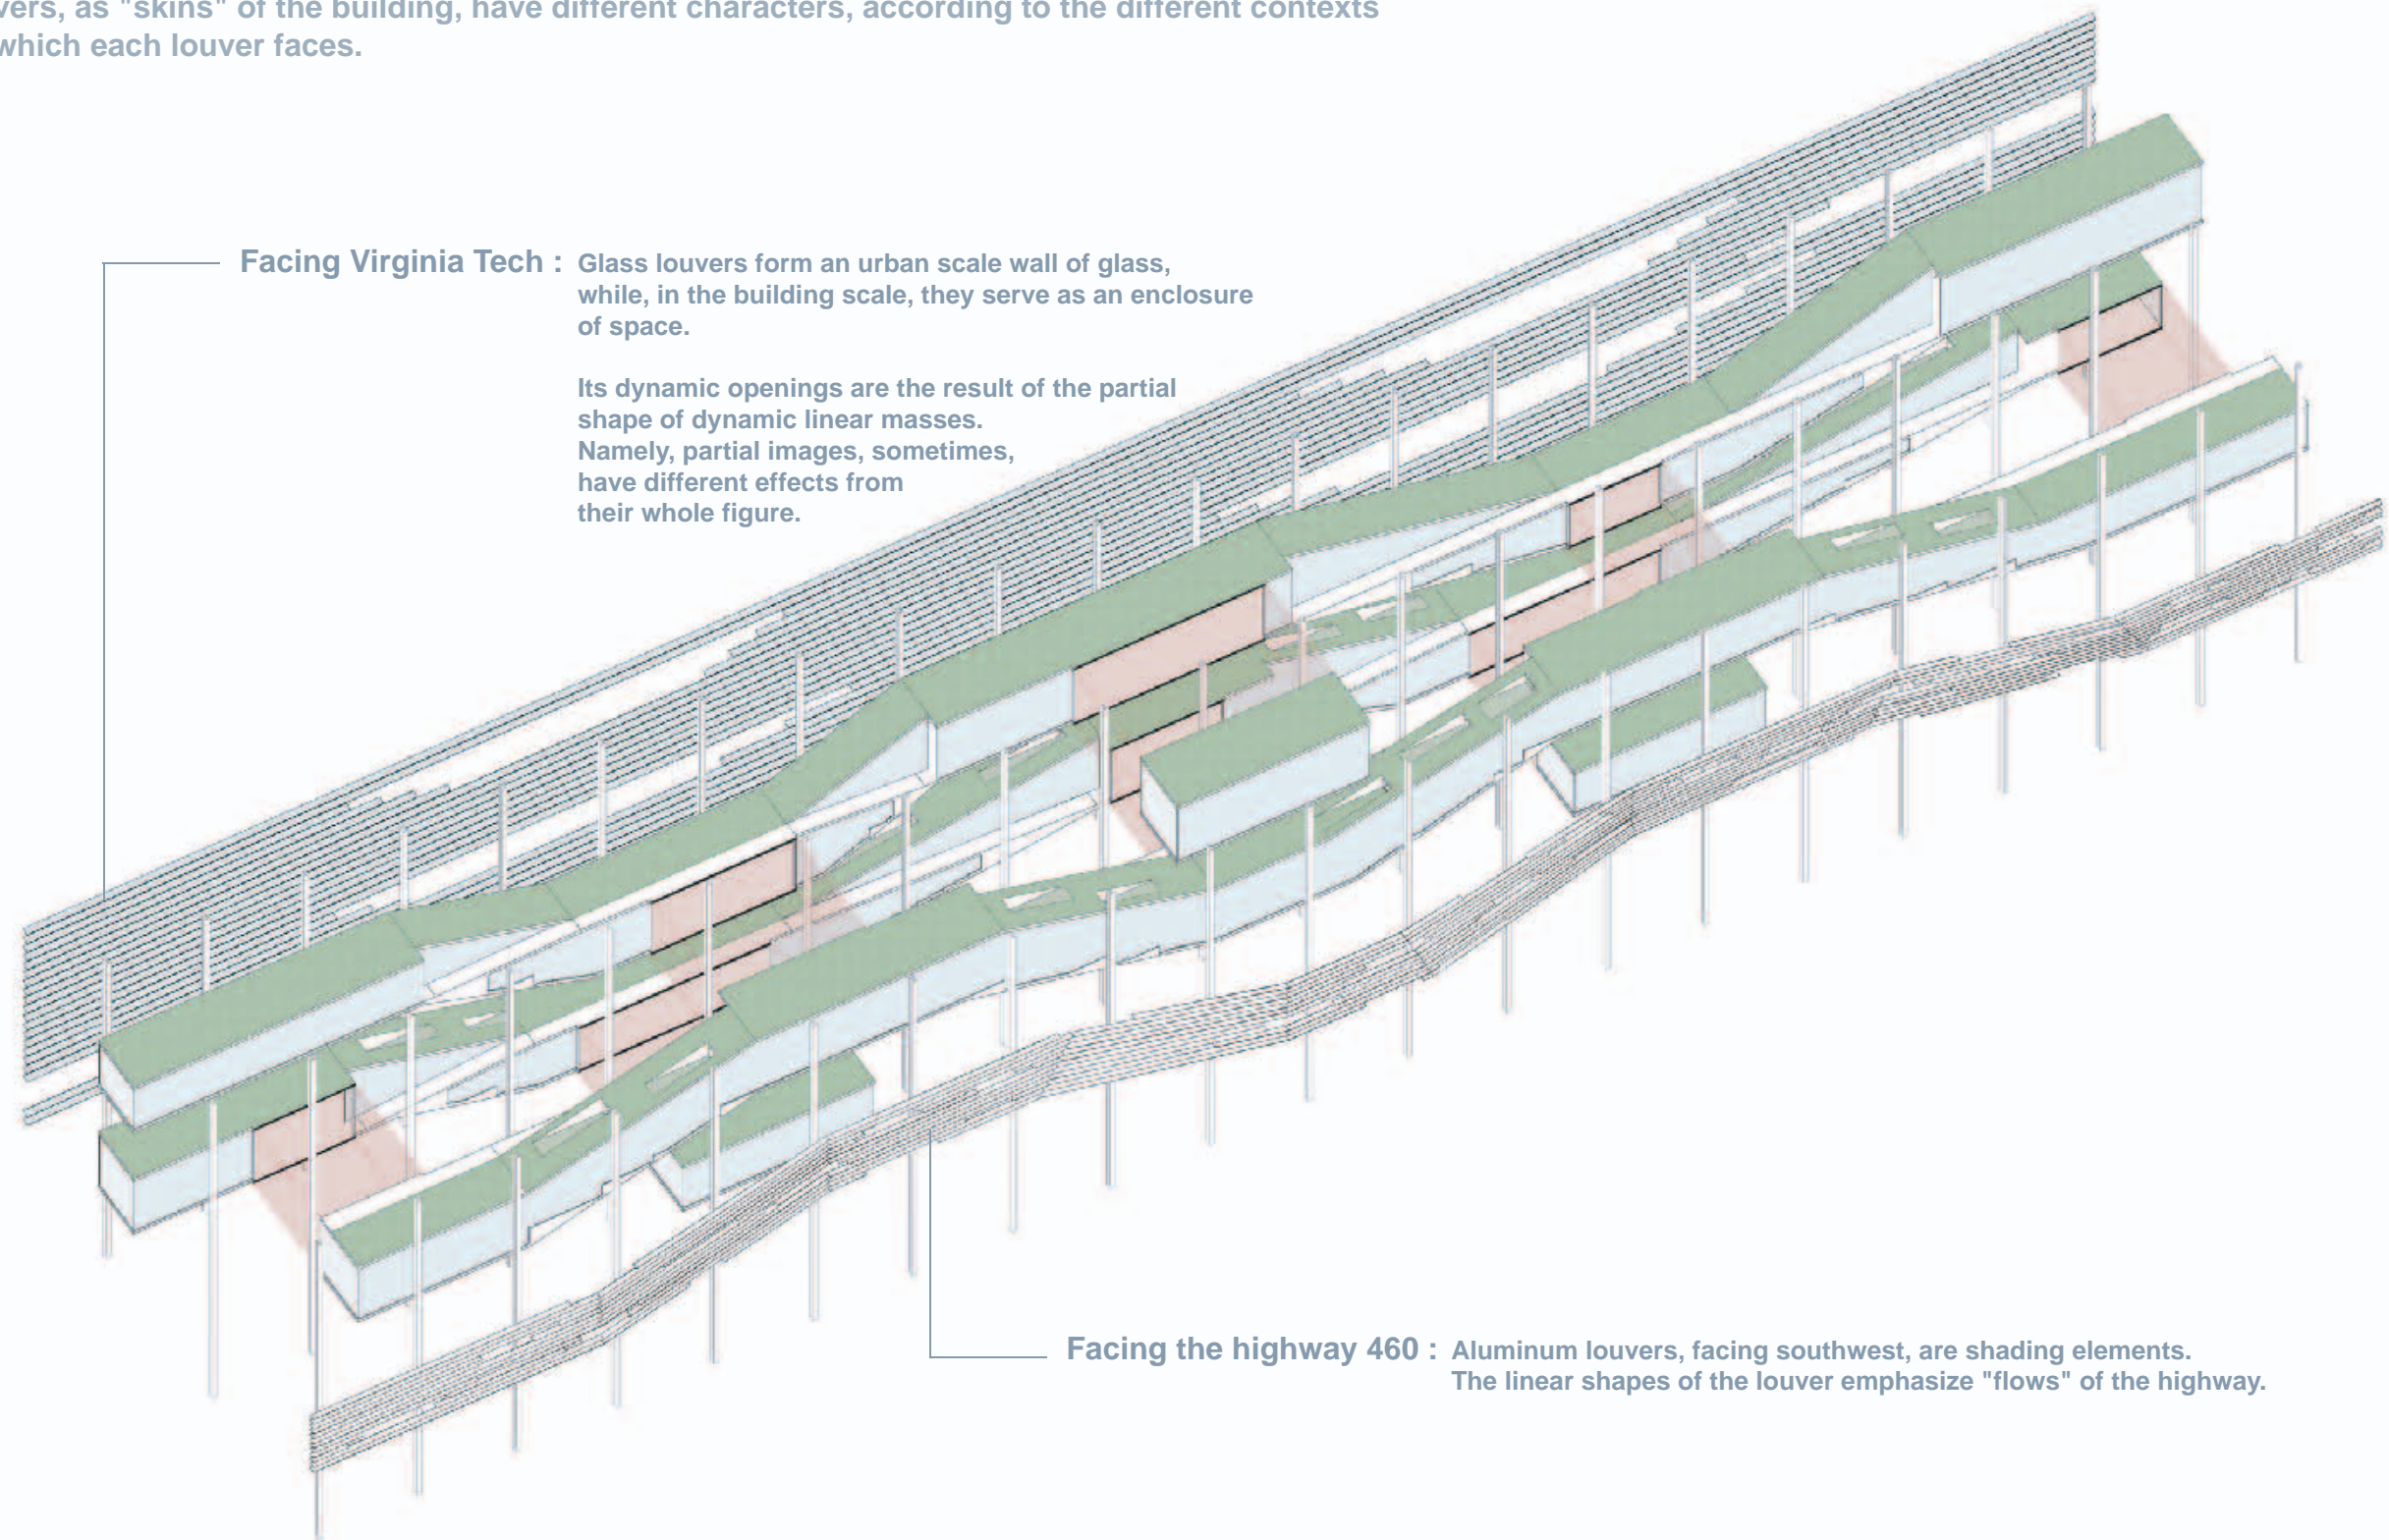 vers, as "skins" of the building, have different characters, according to the different contexts
which each louver faces.
Facing Virginia Tech : Glass louvers form an urban scale wall of glass,
while, in the building scale, they serve as an enclosure
of space.
Its dynamic openings are the result of the partial
shape of dynamic linear masses.
Namely, partial images, sometimes,
have different effects from
their whole figure.
Facing the highway 460 : Aluminum louvers, facing southwest, are shading elements.
The linear shapes of the louver emphasize "flows" of the highway.